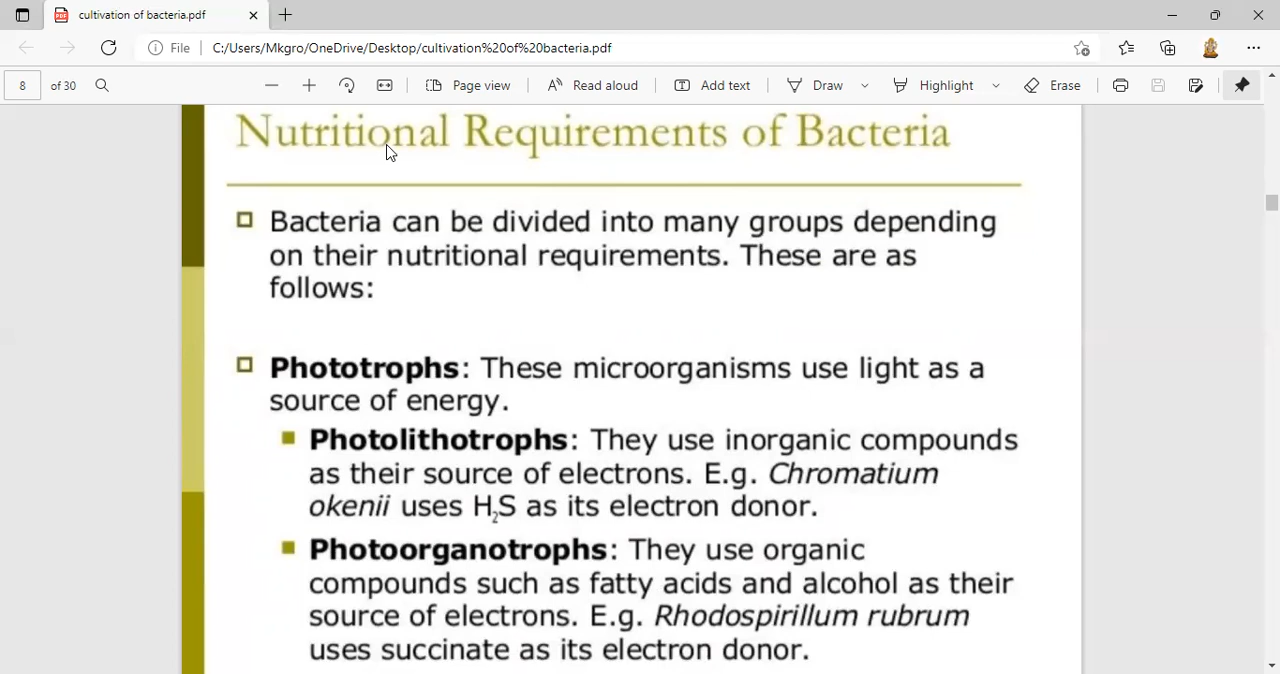 cultivation of bacteria.pdf
File C:/Users/Mkgro/OneDrive/Desktop/cultivation%20of%20bacteria.pdf
8 of 30 Page view Read aloud Add text Draw Highlight Erase
Nutritional Requirements of Bacteria
Bacteria can be divided into many groups depending
on their nutritional requirements. These are as
follows:
Phototrophs: These microorganisms use light as a
source of energy.
Photolithotrophs: They use inorganic compounds
as their source of electrons. E.g. Chromatium
okenii uses H₂S as its electron donor.
Photoorganotrophs: They use organic
compounds such as fatty acids and alcohol as their
source of electrons. E.g. Rhodospirillum rubrum
uses succinate as its electron donor.